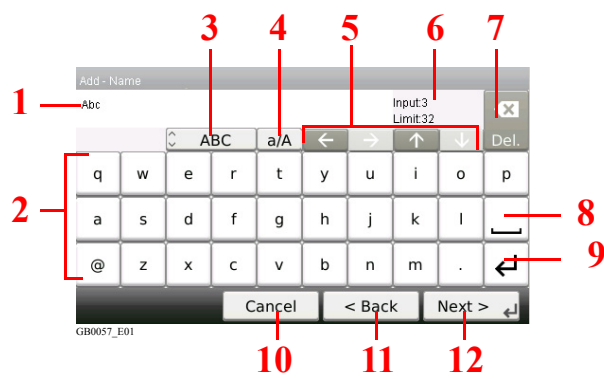 3 4 5 6 7
Add - Name
1 Abc Input:3
Limit:32
ABC a/A ← → ↑ ↓ Del.
2
q w e r t y u i o p
a s d f g h j k l 8
@ z x c v b n m . 9
Cancel < Back Next >
GB0057_E01
10 11 12